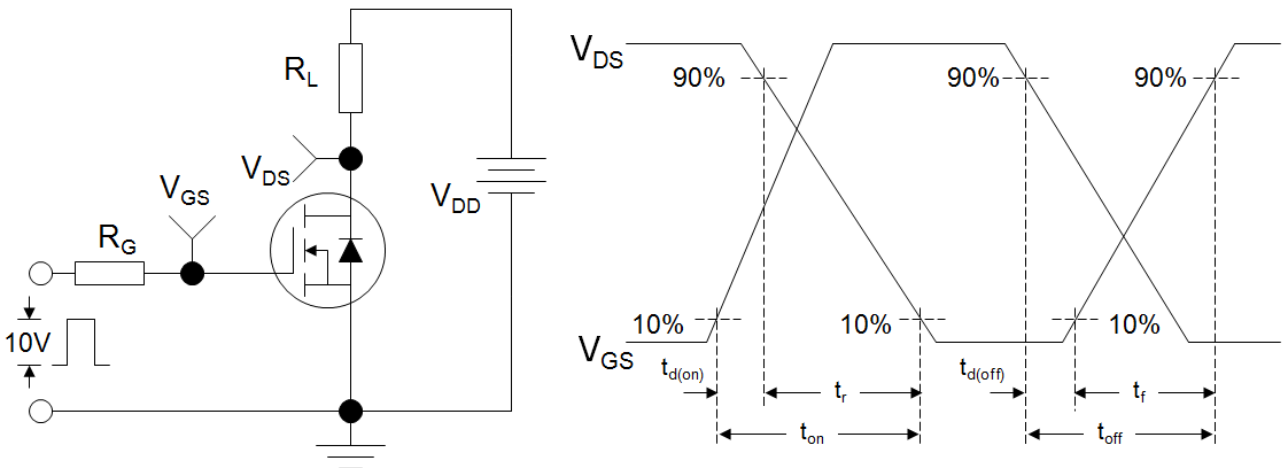 R_L
V_DS
V_GS
V_DD
R_G
10V
V_DS
90%
90%
90%
10%
10%
10%
V_GS
t_d(on)
t_d(off)
t_r
t_f
t_on
t_off